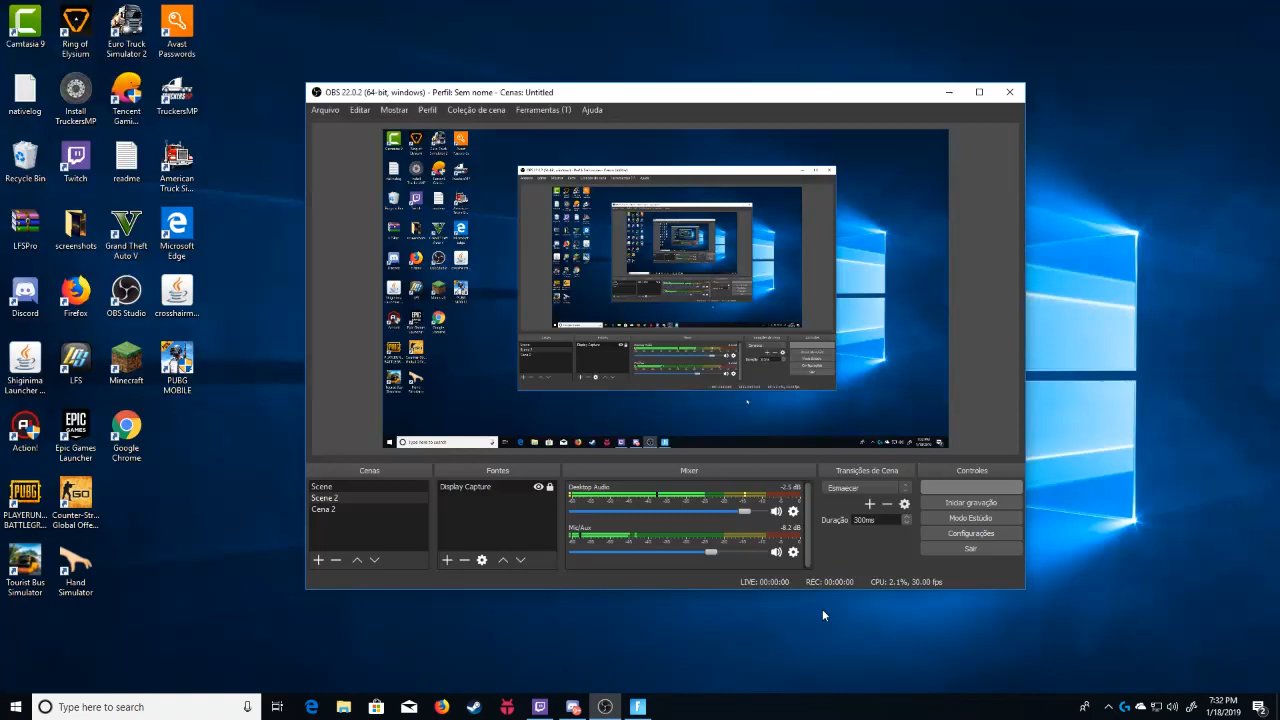 Camtasia 9
Ring of Elysium
Euro Truck Simulator 2
Avast Passwords
nativelog
Install TruckersMP
Tencent Gami...
TruckersMP
Recycle Bin
Twitch
readme
American Truck Si...
LFSPro
screenshots
Grand Theft Auto V
Microsoft Edge
Discord
Firefox
OBS Studio
crosshairm...
Shiginima Launcher ...
LFS
Minecraft
PUBG MOBILE
Action!
Epic Games Launcher
Google Chrome
PLAYERUN... BATTLEGR...
Counter-Str... Global Offe...
Tourist Bus Simulator
Hand Simulator
OBS 22.0.2 (64-bit, windows) - Perfil: Sem nome - Cenas: Untitled
Arquivo Editar Mostrar Perfil Coleção de cena Ferramentas (T) Ajuda
Cenas
Scene
Scene 2
Cena 2
Fontes
Display Capture
Mixer
Desktop Audio -2.5 dB
Mic/Aux -8.2 dB
Transições de Cena
Esmaecer
Duração 300ms
Controles
Iniciar gravação
Modo Estúdio
Configurações
Sair
LIVE: 00:00:00 REC: 00:00:00 CPU: 2.1%, 30.00 fps
Type here to search
7:32 PM
1/18/2019